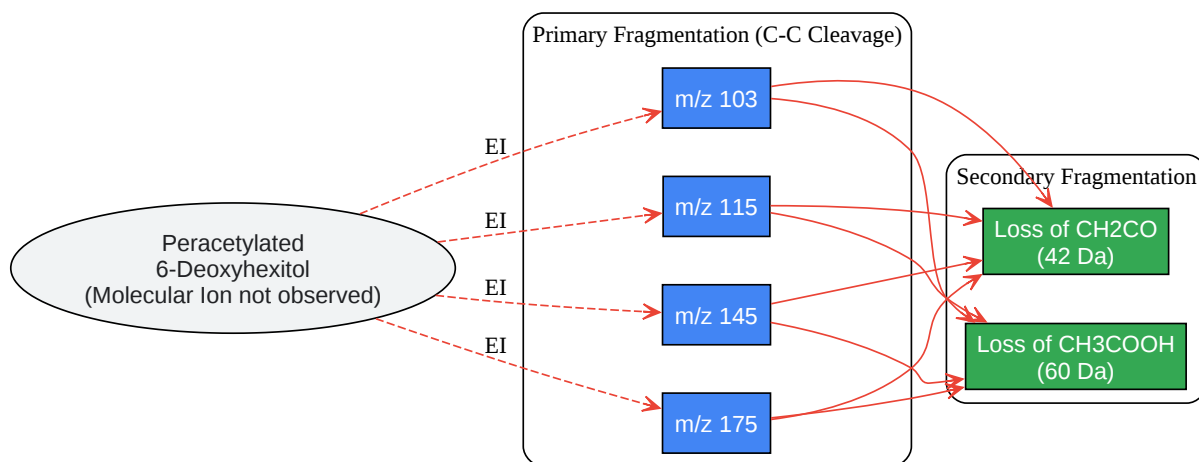 Primary Fragmentation (C-C Cleavage)
m/z 103
EI
m/z 115
EI
Peracetylated
6-Deoxyhexitol
(Molecular Ion not observed)
EI
m/z 145
EI
m/z 175
Secondary Fragmentation
Loss of CH2CO
(42 Da)
Loss of CH3COOH
(60 Da)